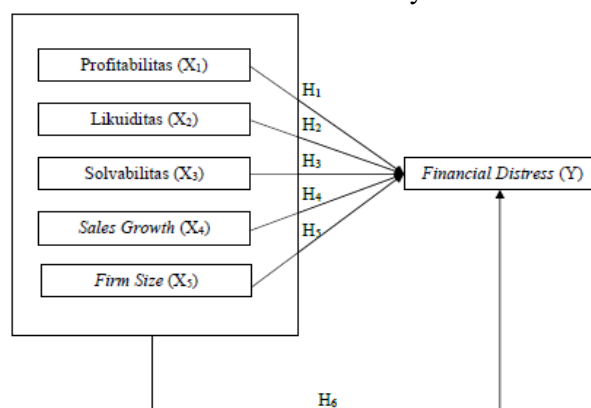 Profitabilitas (X₁)
H₁
Likuiditas (X₂)
H₂
Solvabilitas (X₃)
H₃
Financial Distress (Y)
H₄
Sales Growth (X₄)
H₅
Firm Size (X₅)
H₆